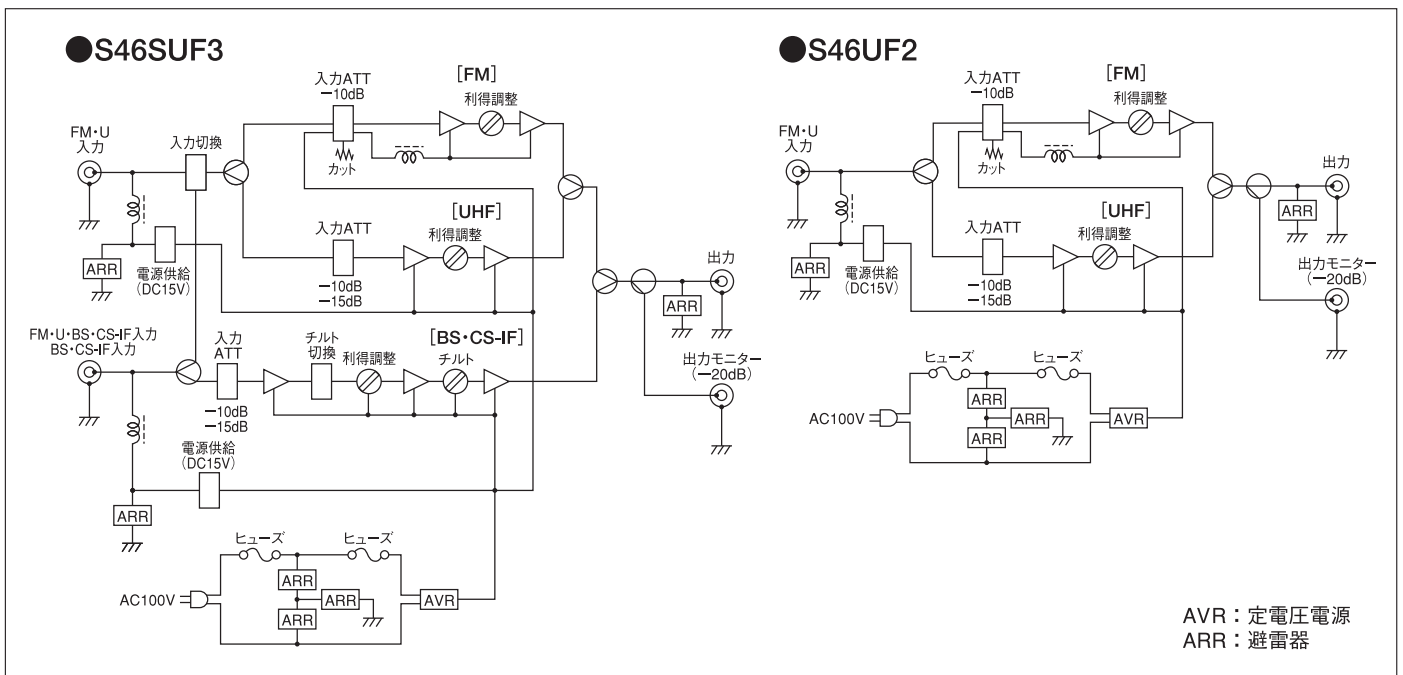 ●S46SUF3
入力ATT
−10dB
[FM]
利得調整
FM・U
入力
入力切換
カット
[UHF]
入力ATT
利得調整
−10dB
−15dB
ARR
電源供給
(DC15V)
出力
ARR
FM・U・BS・CS-IF入力
BS・CS-IF入力
入力
ATT
チルト
切換
利得調整
[BS・CS-IF]
チルト
−10dB
−15dB
出力モニター
(−20dB)
電源供給
(DC15V)
ARR
ヒューズ
ヒューズ
AC100V
ARR
ARR
ARR
AVR
●S46UF2
入力ATT
−10dB
[FM]
利得調整
FM・U
入力
カット
出力
ARR
[UHF]
入力ATT
利得調整
−10dB
−15dB
ARR
電源供給
(DC15V)
出力モニター
(−20dB)
ヒューズ
ヒューズ
AC100V
ARR
ARR
ARR
AVR
AVR：定電圧電源
ARR：避雷器